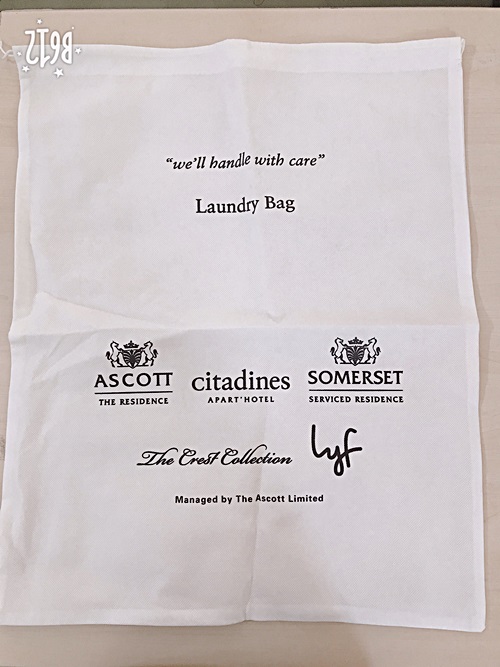 B612
“we'll handle with care”
Laundry Bag
ASCOTT
THE RESIDENCE
citadines
APART'HOTEL
SOMERSET
SERVICED RESIDENCE
The Crest Collection
lyf
Managed by The Ascott Limited